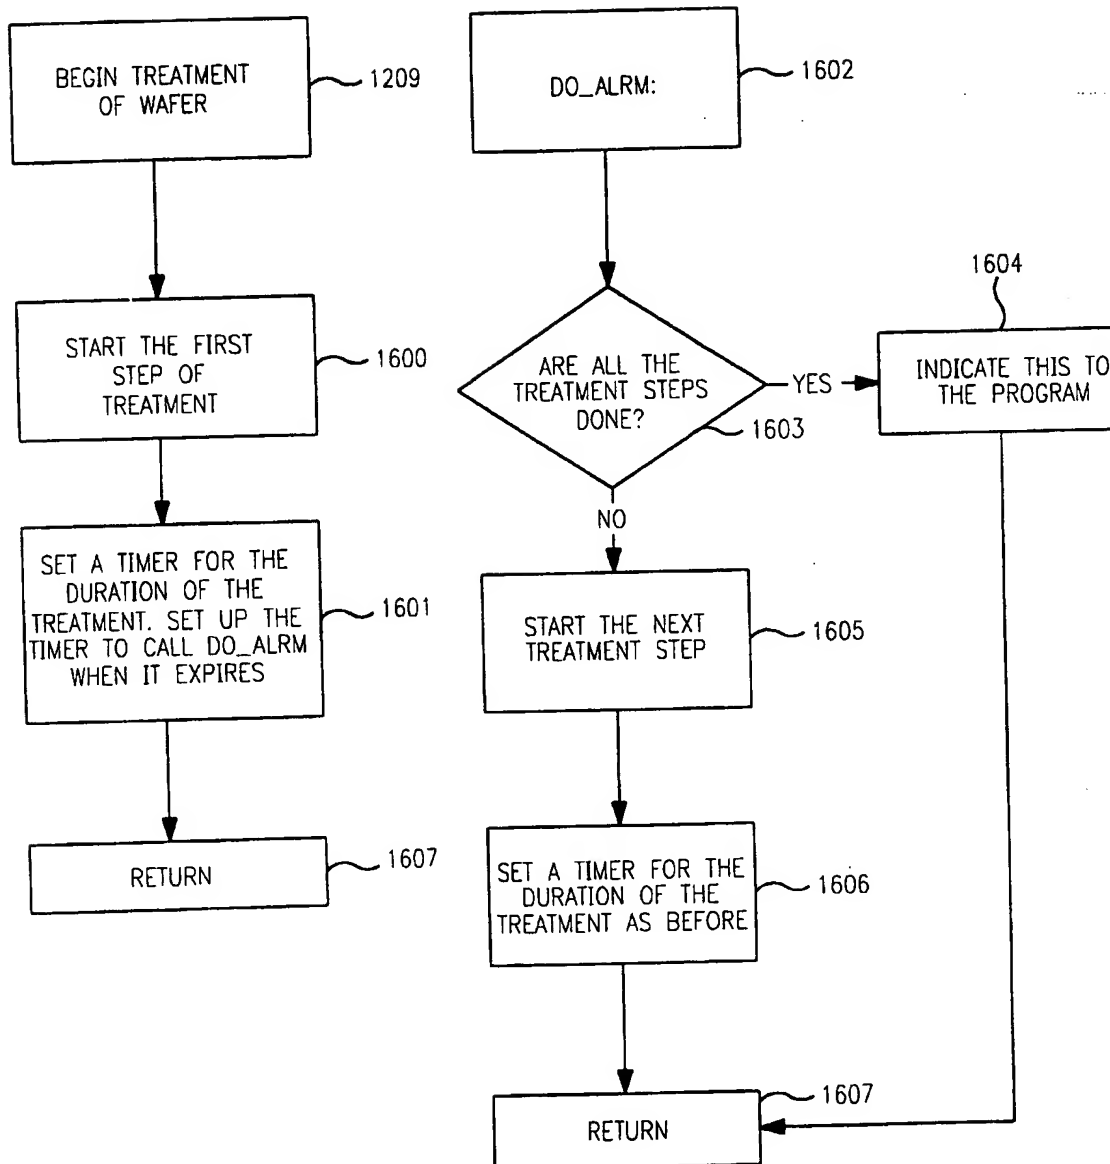 BEGIN TREATMENT
OF WAFER
1209
START THE FIRST
STEP OF
TREATMENT
1600
SET A TIMER FOR THE
DURATION OF THE
TREATMENT. SET UP THE
TIMER TO CALL DO_ALRM
WHEN IT EXPIRES
1601
RETURN
1607
DO_ALRM:
1602
ARE ALL THE
TREATMENT STEPS
DONE?
1603
YES
1604
INDICATE THIS TO
THE PROGRAM
NO
START THE NEXT
TREATMENT STEP
1605
SET A TIMER FOR THE
DURATION OF THE
TREATMENT AS BEFORE
1606
RETURN
1607